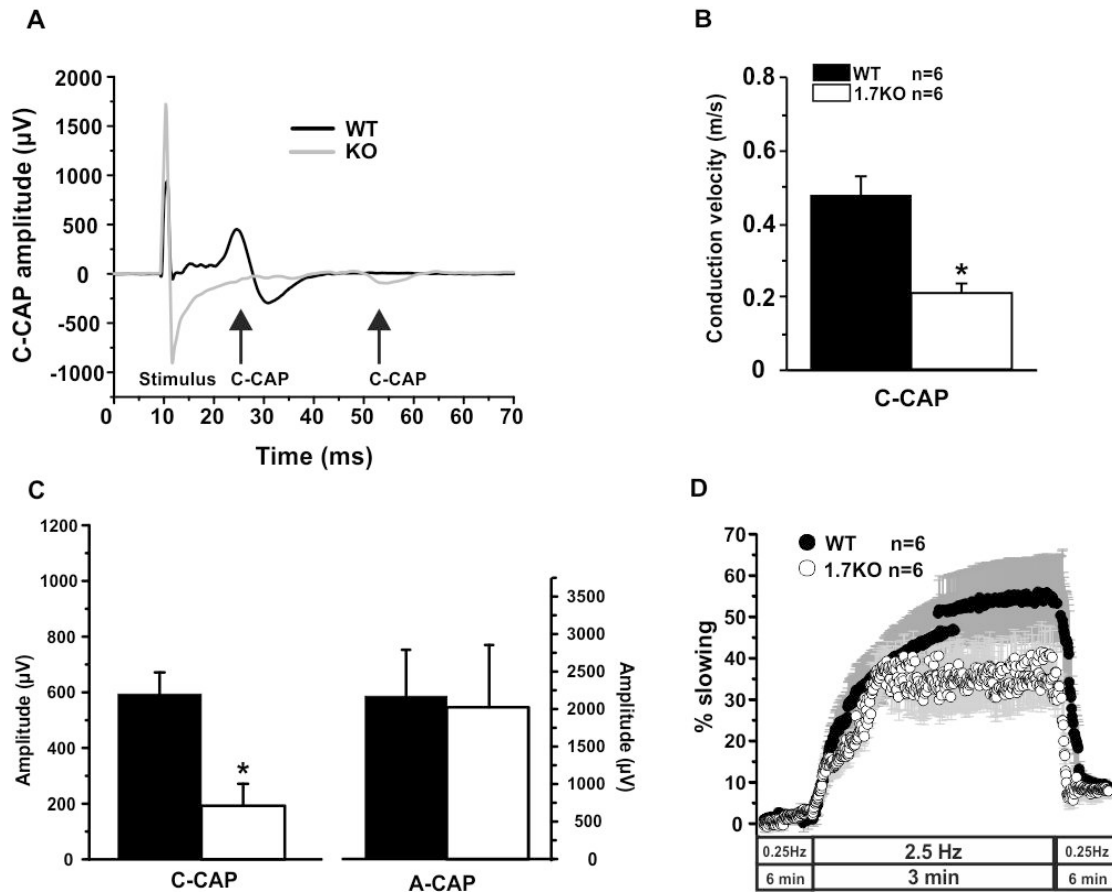 A
2000
1500
1000
500
0
-500
-1000
C-CAP amplitude (µV)
WT
KO
Stimulus
C-CAP
C-CAP
0 10 20 30 40 50 60 70
Time (ms)
B
WT n=6
1.7KO n=6
0.8
0.6
0.4
0.2
0
Conduction velocity (m/s)
*
C-CAP
C
1200
1000
800
600
400
200
0
Amplitude (µV)
*
C-CAP
A-CAP
3500
3000
2500
2000
1500
1000
750
500
250
0
Amplitude (µV)
D
70
60
50
40
30
20
10
0
% slowing
WT n=6
1.7KO n=6
0.25Hz 2.5 Hz 0.25Hz
6 min 3 min 6 min